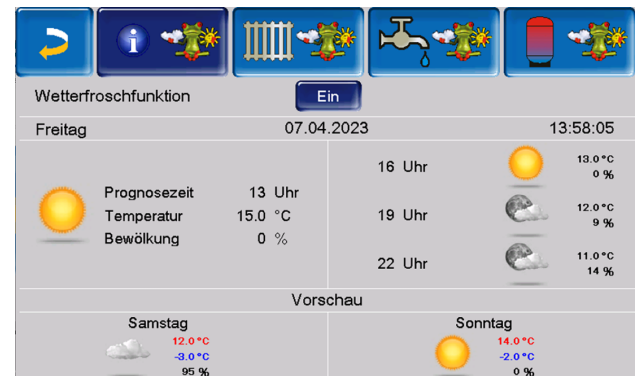 Wetterfroschfunktion Ein
Freitag 07.04.2023 13:58:05
Prognosezeit 13 Uhr
Temperatur 15.0 °C
Bewölkung 0 %
16 Uhr 13.0°C
0 %
19 Uhr 12.0°C
9 %
22 Uhr 11.0°C
14 %
Vorschau
Samstag
12.0°C
-3.0°C
95 %
Sonntag
14.0°C
-2.0°C
0 %